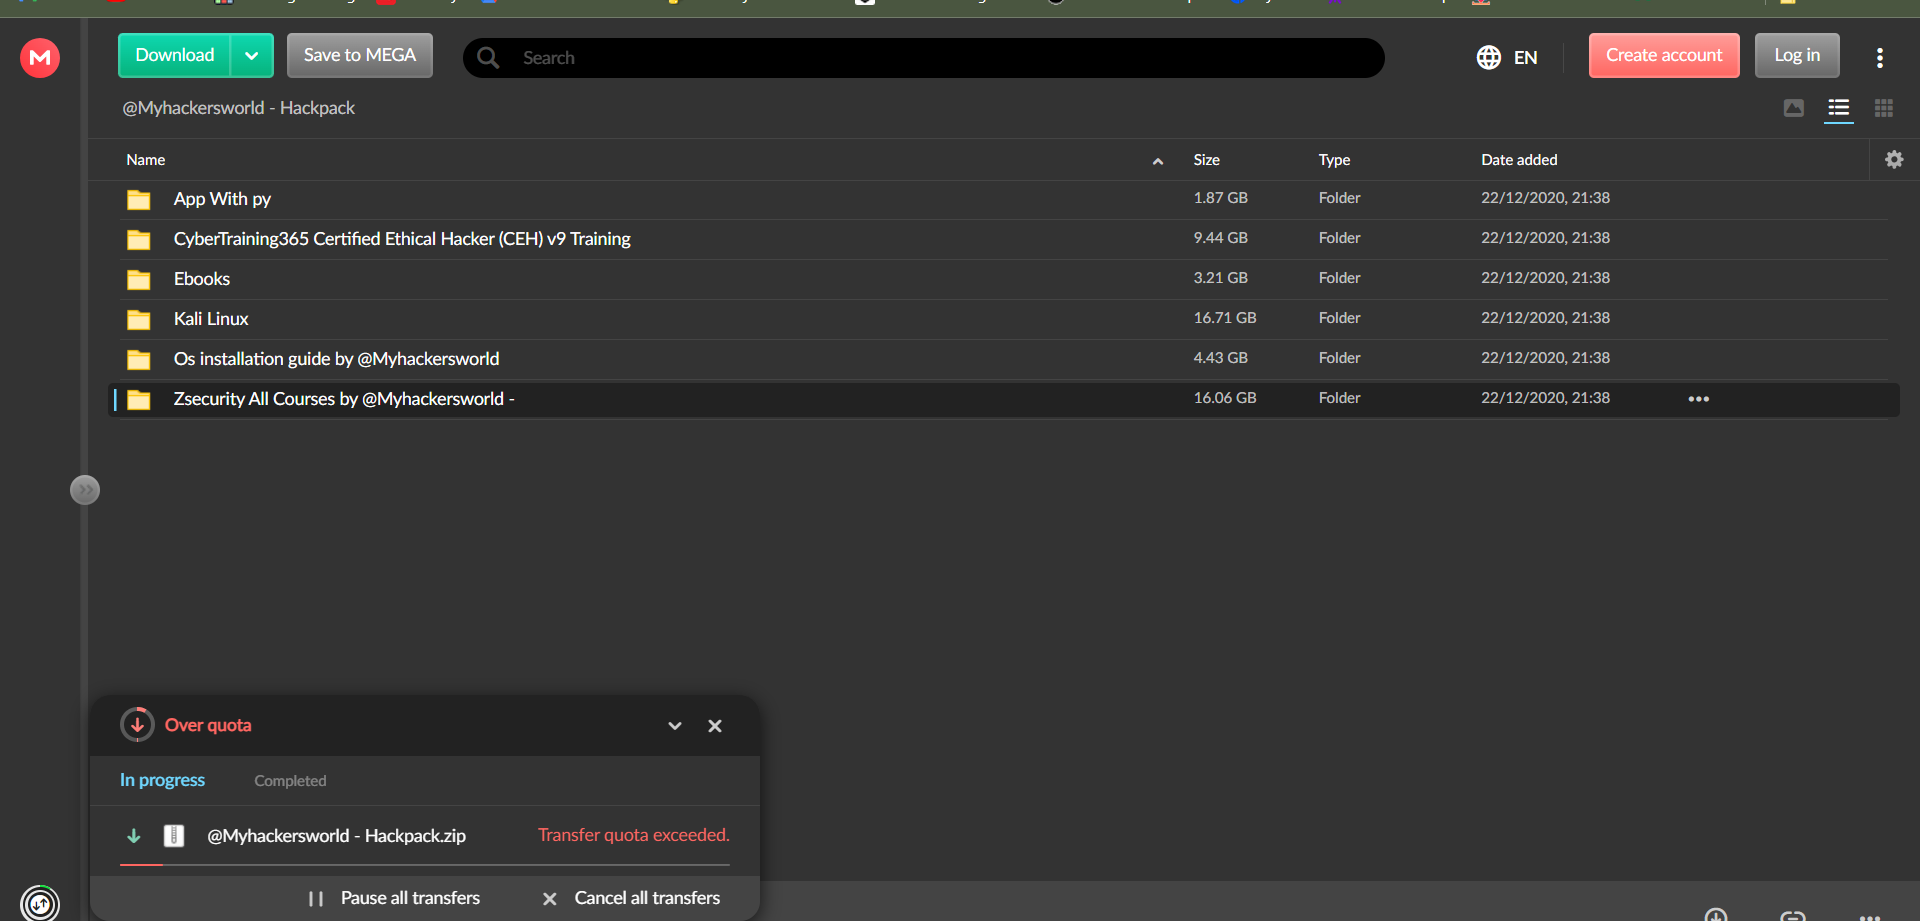 Download
Save to MEGA
Search
EN
Create account
Log in
@Myhackersworld - Hackpack
Name Size Type Date added
App With py 1.87 GB Folder 22/12/2020, 21:38
CyberTraining365 Certified Ethical Hacker (CEH) v9 Training 9.44 GB Folder 22/12/2020, 21:38
Ebooks 3.21 GB Folder 22/12/2020, 21:38
Kali Linux 16.71 GB Folder 22/12/2020, 21:38
Os installation guide by @Myhackersworld 4.43 GB Folder 22/12/2020, 21:38
Zsecurity All Courses by @Myhackersworld - 16.06 GB Folder 22/12/2020, 21:38
Over quota
In progress Completed
@Myhackersworld - Hackpack.zip Transfer quota exceeded.
Pause all transfers Cancel all transfers